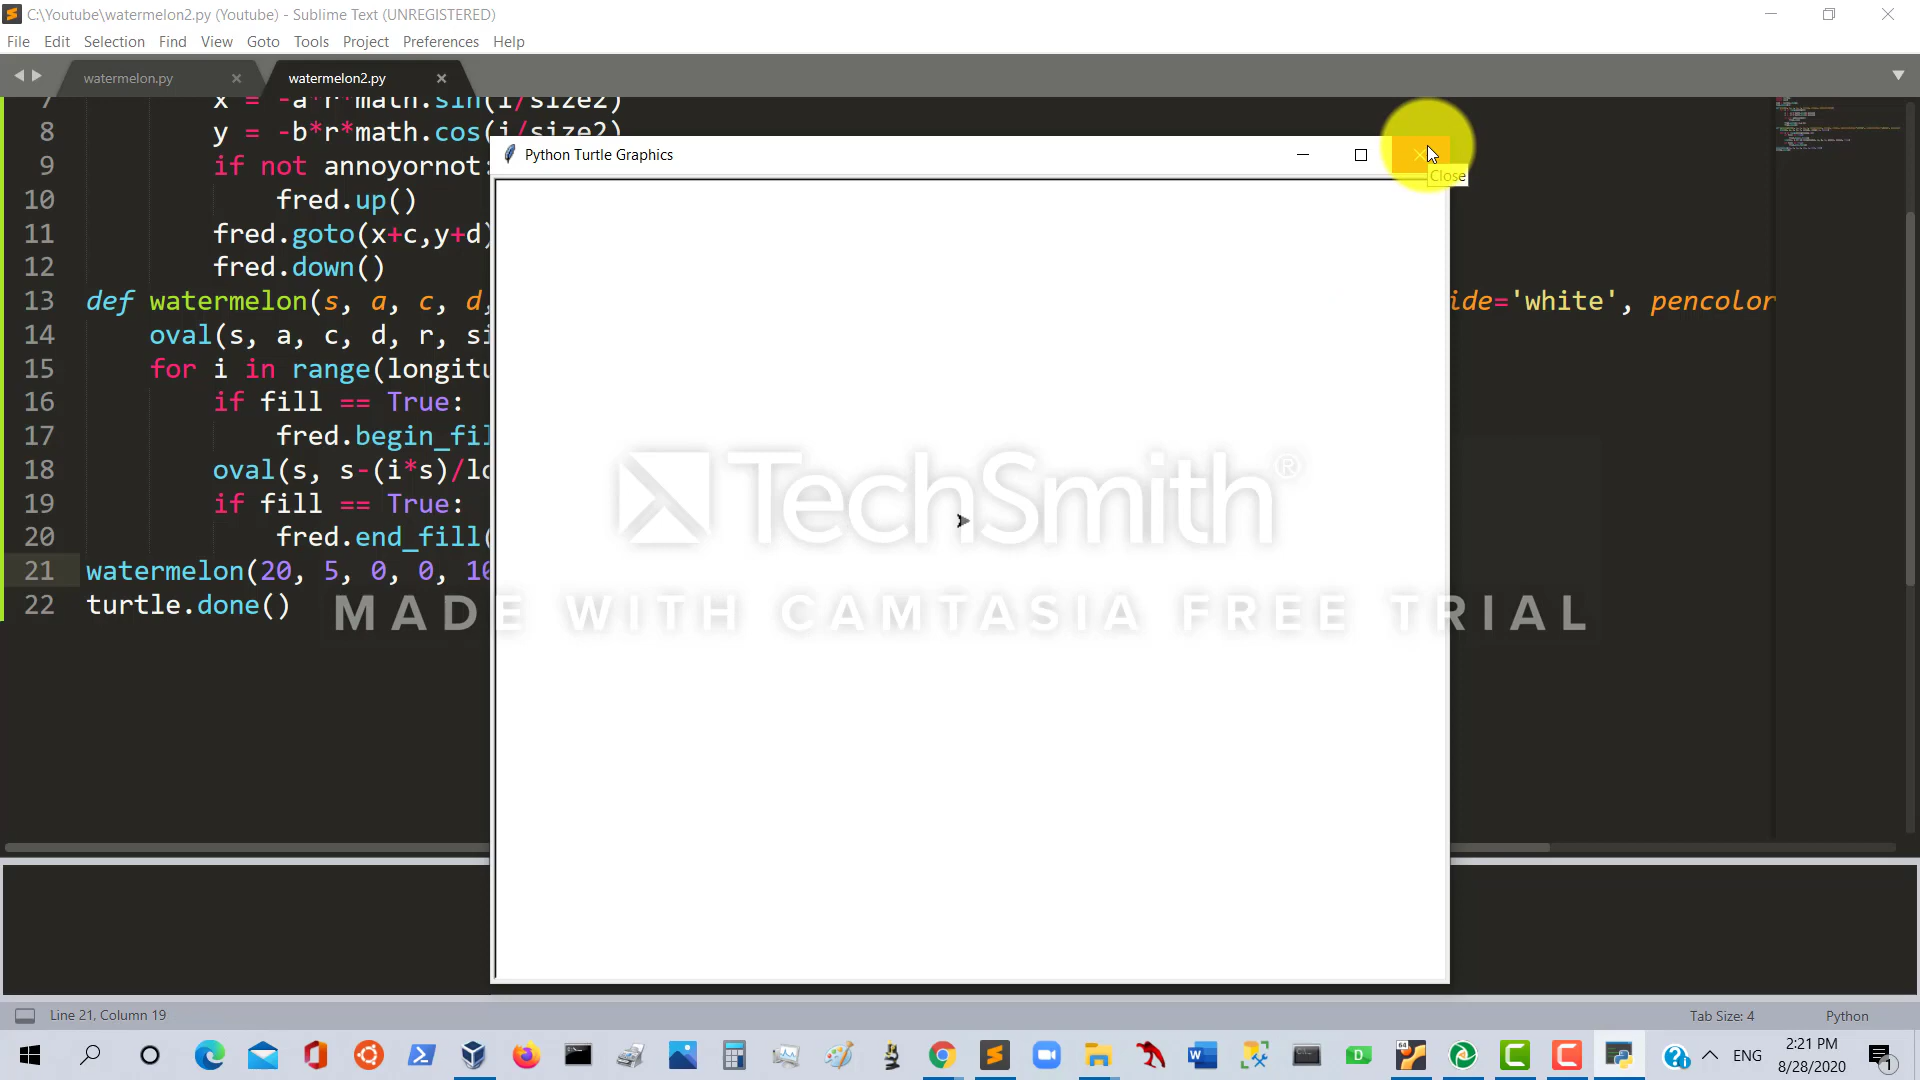 C:\Youtube\watermelon2.py (Youtube) - Sublime Text (UNREGISTERED)
File Edit Selection Find View Goto Tools Project Preferences Help
watermelon.py
watermelon2.py
7 x = -a*r*math.sin(i/size2)
8 y = -b*r*math.cos(i/size2)
9 if not annoyornot:
10 fred.up()
11 fred.goto(x+c,y+d)
12 fred.down()
13 def watermelon(s, a, c, d, ide='white', pencolor
14 oval(s, a, c, d, r, si
15 for i in range(longitu
16 if fill == True:
17 fred.begin_fil
18 oval(s, s-(i*s)/lo
19 if fill == True:
20 fred.end_fill(
21 watermelon(20, 5, 0, 0, 10
22 turtle.done()
Python Turtle Graphics
Close
TechSmith®
MADE WITH CAMTASIA FREE TRIAL
Line 21, Column 19
Tab Size: 4
Python
ENG
2:21 PM
8/28/2020